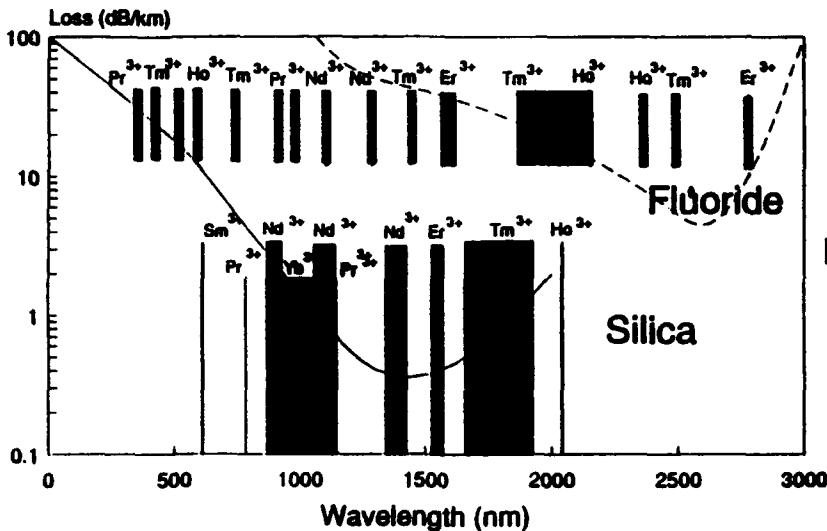 Loss (dB/km)
100
Pr³⁺ Tm³⁺ Ho³⁺ Tm³⁺ Pr³⁺ Nd³⁺ Nd³⁺ Tm³⁺ Er³⁺ Tm³⁺ Ho³⁺ Ho³⁺ Tm³⁺ Er³⁺
10
Fluoride
Sm³⁺ Nd³⁺ Nd³⁺ Nd³⁺ Er³⁺ Tm³⁺ Ho³⁺
Pr³⁺ Yb³⁺ Pr³⁺
1
Silica
0.1
0 500 1000 1500 2000 2500 3000
Wavelength (nm)